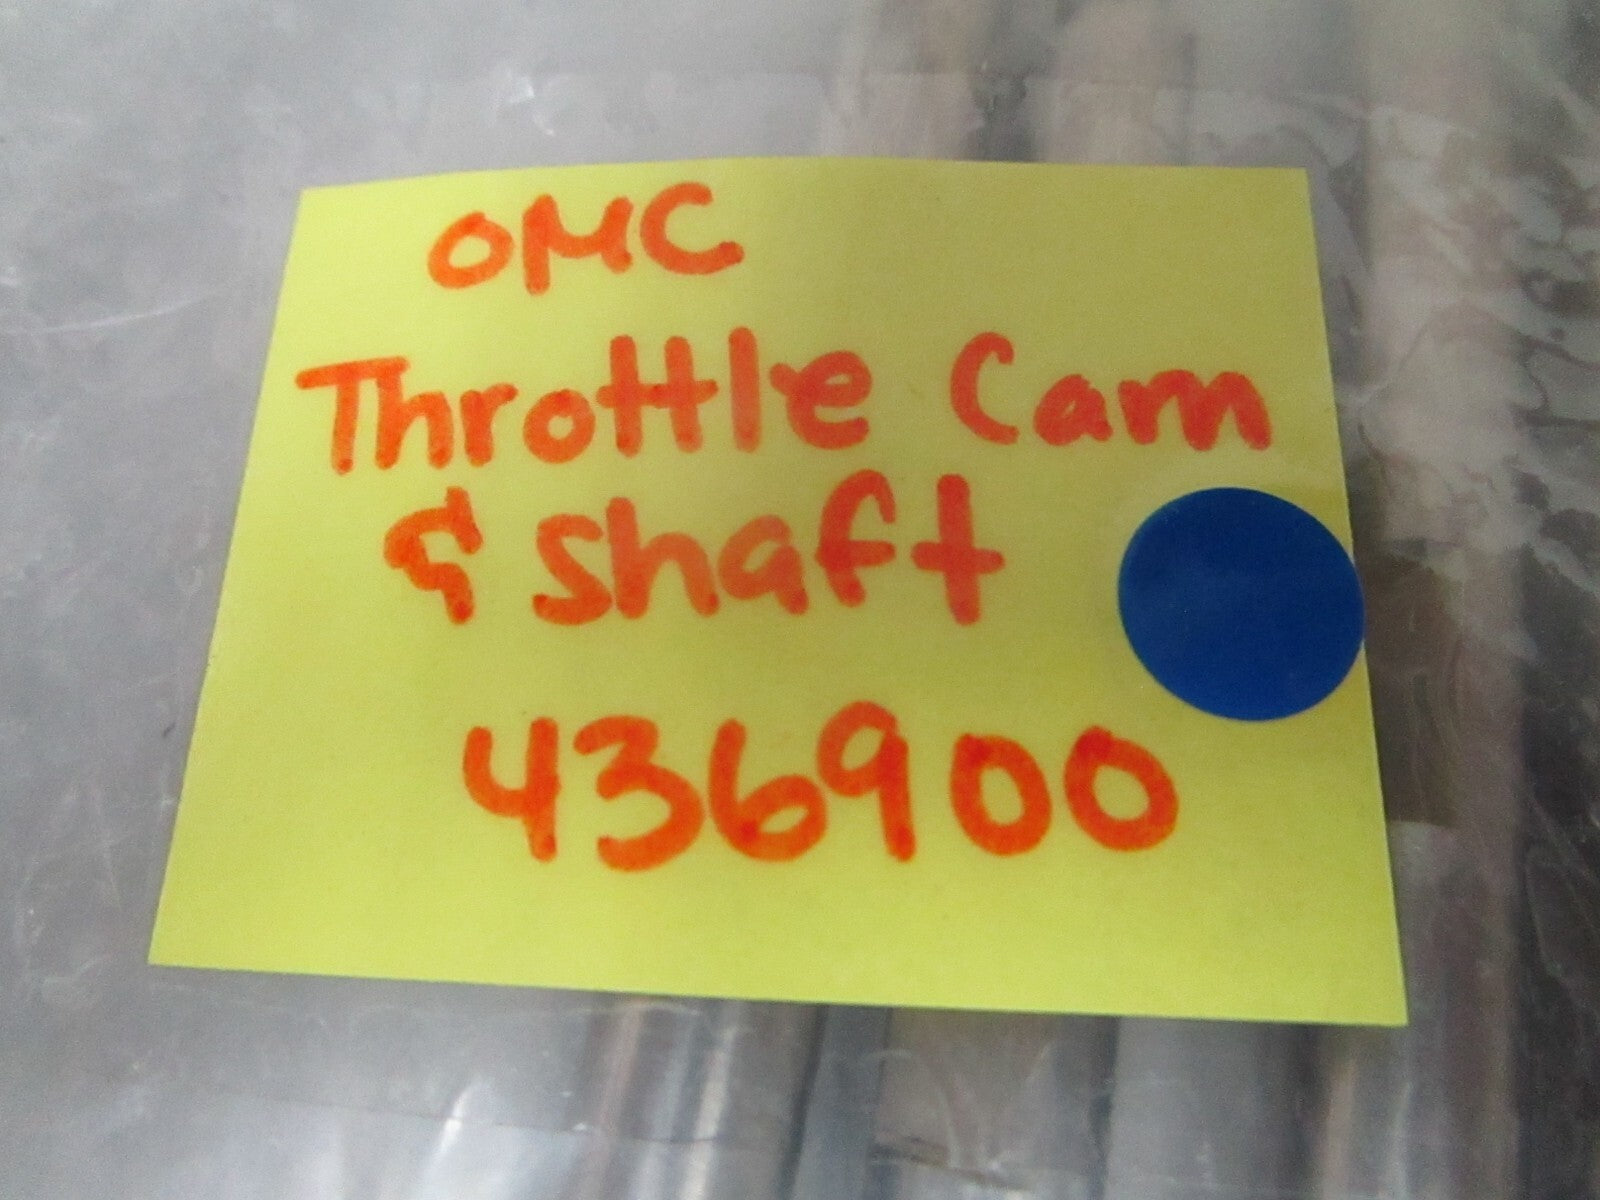 OMC
Throttle Cam
& Shaft
436900